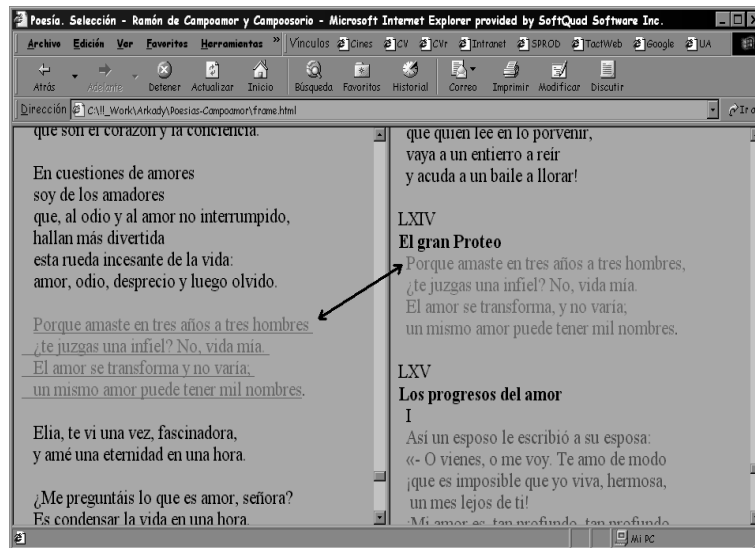 Poesía. Selección - Ramón de Campoamor y Campoosorio - Microsoft Internet Explorer provided by SoftQuad Software Inc.
Archivo Edición Ver Favoritos Herramientas » Vínculos Cines CV CVr Intranet SPROD TactWeb Google UA
Atrás Adelante Detener Actualizar Inicio Búsqueda Favoritos Historial Correo Imprimir Modificar Discutir
Dirección C:\!!_Work\Arkady\Poesias-Campoamor\frame.html Ir a
que son el corazón y la conciencia.
En cuestiones de amores
soy de los amadores
que, al odio y al amor no interrumpido,
hallan más divertida
esta rueda incesante de la vida:
amor, odio, desprecio y luego olvido.
Porque amaste en tres años a tres hombres
¿te juzgas una infiel? No, vida mía.
El amor se transforma y no varía;
un mismo amor puede tener mil nombres.
Elia, te vi una vez, fascinadora,
y amé una eternidad en una hora.
¿Me preguntáis lo que es amor, señora?
Es condensar la vida en una hora.
que quien lee en lo porvenir,
vaya a un entierro a reír
y acuda a un baile a llorar!
LXIV
El gran Proteo
Porque amaste en tres años a tres hombres,
¿te juzgas una infiel? No, vida mía.
El amor se transforma, y no varía;
un mismo amor puede tener mil nombres.
LXV
Los progresos del amor
I
Así un esposo le escribió a su esposa:
«- O vienes, o me voy. Te amo de modo
¡que es imposible que yo viva, hermosa,
un mes lejos de ti!
¡Mi amor es, tan profundo, tan profundo
Mi PC